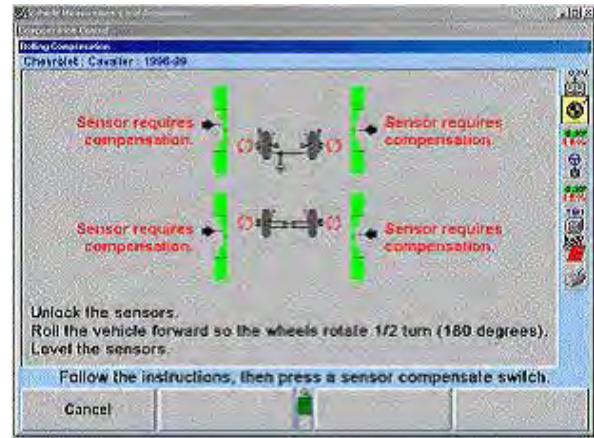 Rolling Compensation
Chevrolet : Cavalier : 1996-99
Sensor requires
compensation.
Sensor requires
compensation.
Sensor requires
compensation.
Sensor requires
compensation.
Unlock the sensors.
Roll the vehicle forward so the wheels rotate 1/2 turn (180 degrees).
Level the sensors.
Follow the instructions, then press a sensor compensate switch.
Cancel